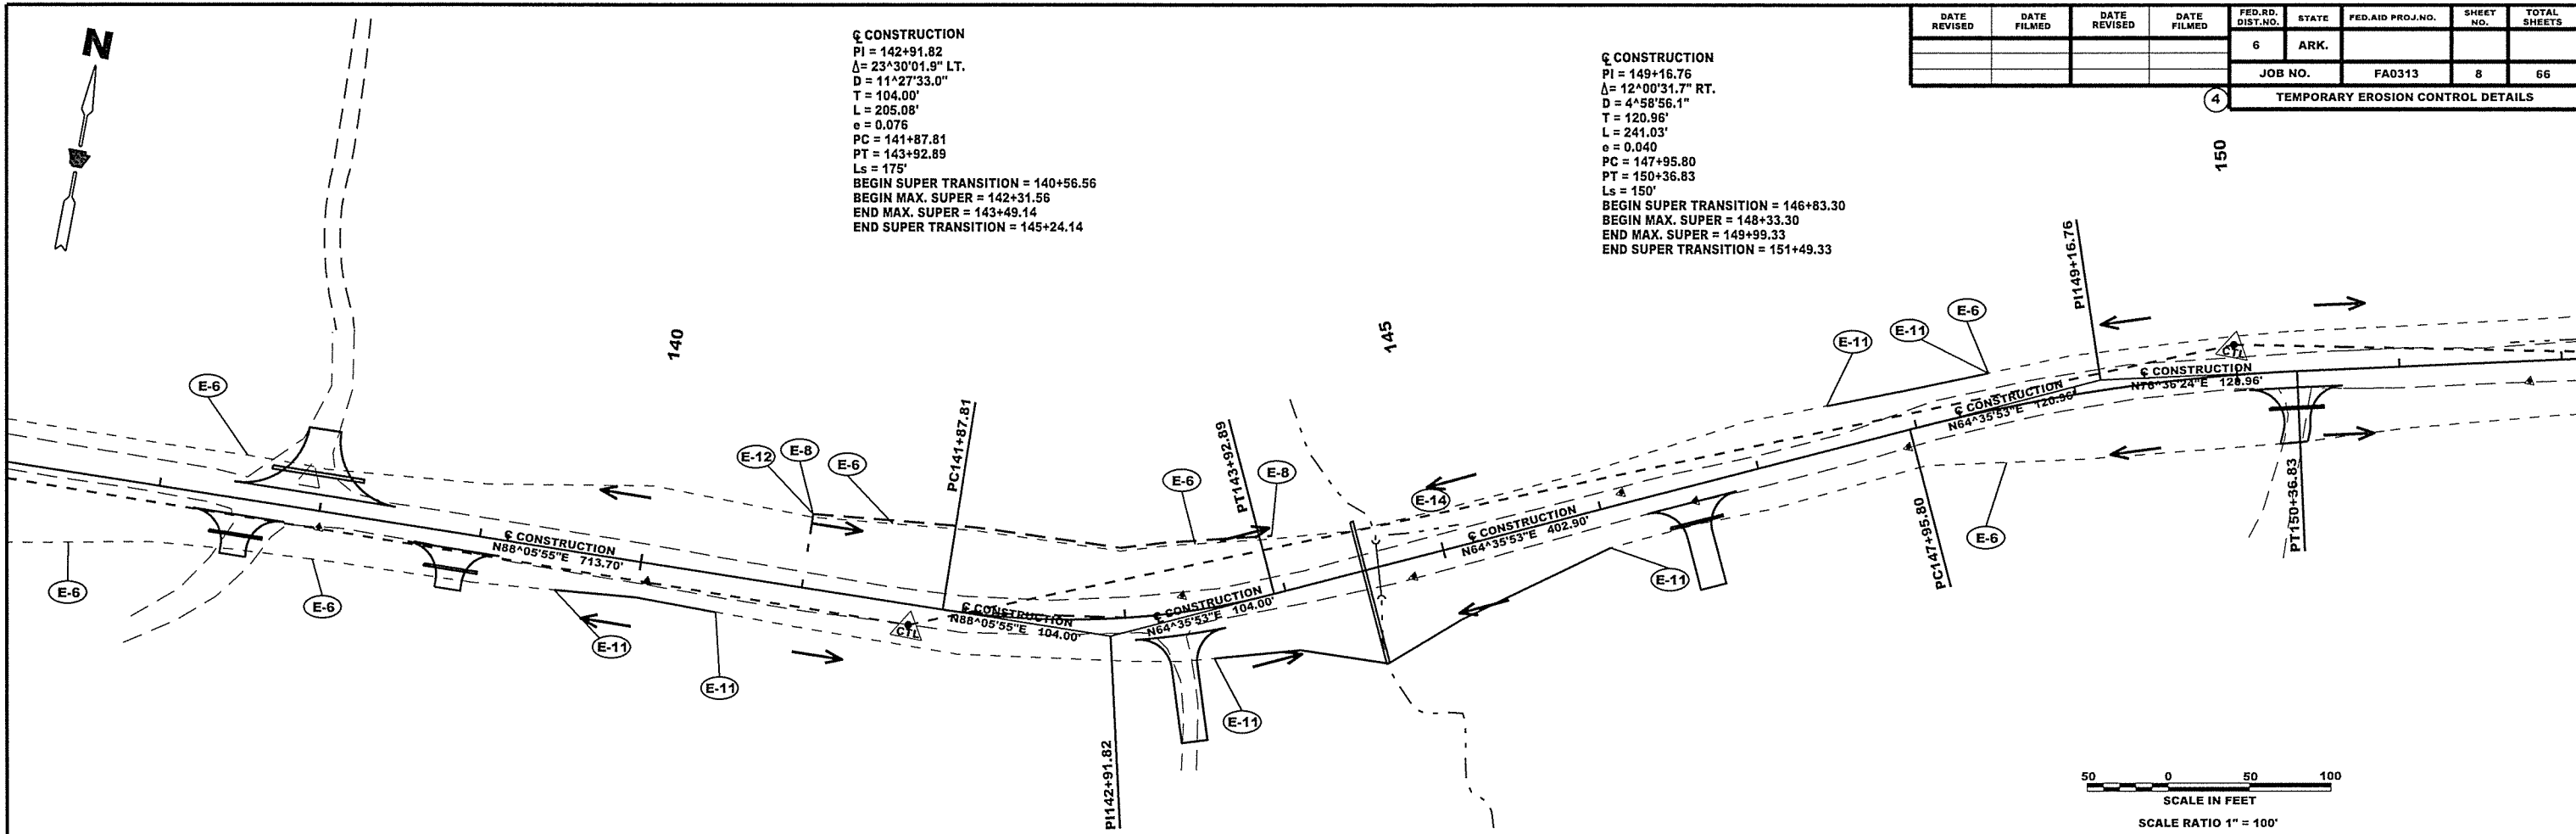 N
℄ CONSTRUCTION
PI = 142+91.82
Δ= 23^30'01.9" LT.
D = 11^27'33.0"
T = 104.00'
L = 205.08'
e = 0.076
PC = 141+87.81
PT = 143+92.89
Ls = 175'
BEGIN SUPER TRANSITION = 140+56.56
BEGIN MAX. SUPER = 142+31.56
END MAX. SUPER = 143+49.14
END SUPER TRANSITION = 145+24.14
℄ CONSTRUCTION
PI = 149+16.76
Δ= 12^00'31.7" RT.
D = 4^58'56.1"
T = 120.96'
L = 241.03'
e = 0.040
PC = 147+95.80
PT = 150+36.83
Ls = 150'
BEGIN SUPER TRANSITION = 146+83.30
BEGIN MAX. SUPER = 148+33.30
END MAX. SUPER = 149+99.33
END SUPER TRANSITION = 151+49.33
DATE REVISED
DATE FILMED
DATE REVISED
DATE FILMED
FED.RD. DIST.NO.
STATE
FED.AID PROJ.NO.
SHEET NO.
TOTAL SHEETS
6
ARK.
JOB NO.
FA0313
8
66
4
TEMPORARY EROSION CONTROL DETAILS
140
145
150
E-6
E-6
E-6
E-12
E-8
E-6
PC141+87.81
E-6
PT143+92.89
E-8
E-14
E-11
E-11
E-6
PI149+16.76
CTL
℄ CONSTRUCTION
N88^05'55"E 713.70'
CTL
℄ CONSTRUCTION
N88^05'55"E 104.00'
℄ CONSTRUCTION
N64^35'53"E 104.00'
℄ CONSTRUCTION
N64^35'53"E 402.90'
℄ CONSTRUCTION
N64^35'53"E 120.96'
℄ CONSTRUCTION
N76^36'24"E 120.96'
E-11
E-11
E-11
E-11
PI142+91.82
PC147+95.80
E-6
PT150+36.83
50 0 50 100
SCALE IN FEET
SCALE RATIO 1" = 100'